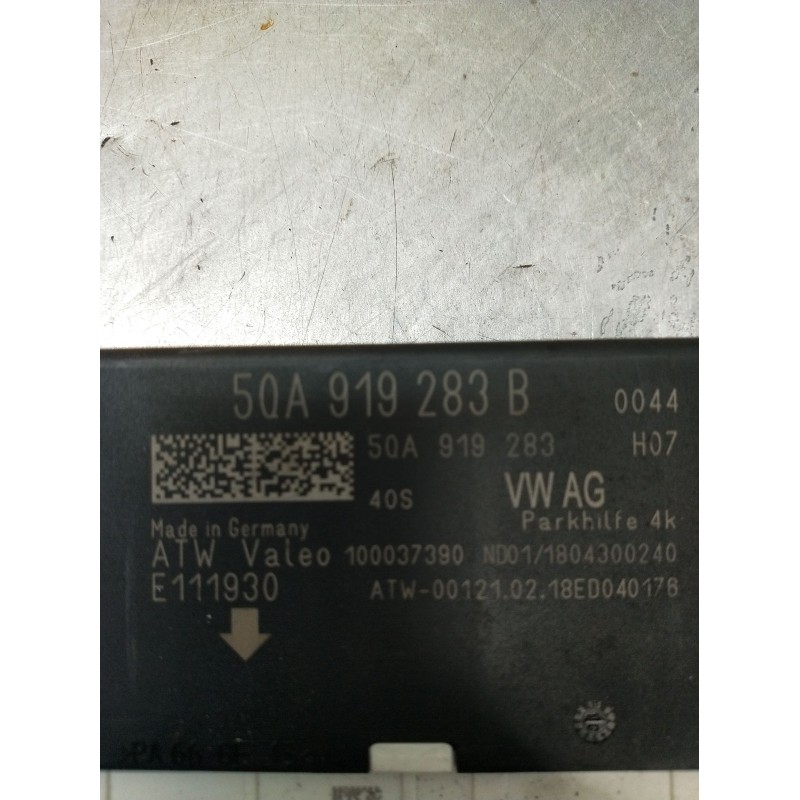 5QA 919 283 B 0044
5QA 919 283 H07
40S VW AG
Parkhilfe 4k
Made in Germany
ATW Valeo 100037390 ND01/1804300240
E111930 ATW-00121.02.18ED040176
>PA66